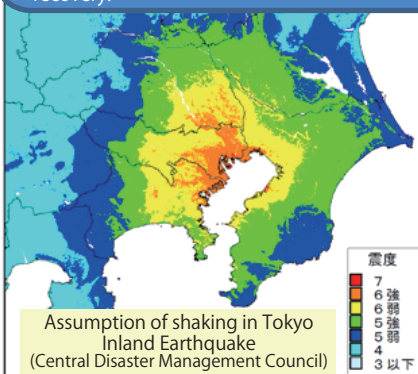 recovery.
震度
7
6 強
6 弱
5 強
5 弱
4
3 以下
Assumption of shaking in Tokyo
Inland Earthquake
(Central Disaster Management Council)